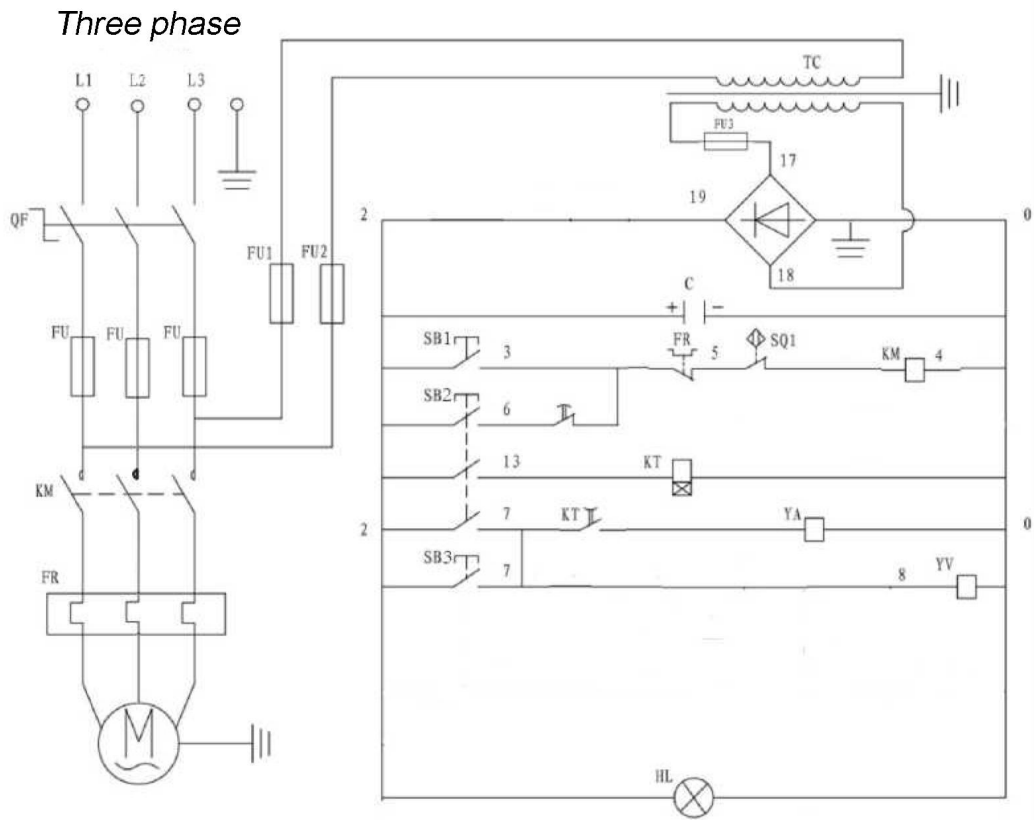 Three phase
L1 L2 L3
TC
FU3
17
19
2
0
QF
FU1 FU2
18
C
+ −
FU FU FU
SB1 3 FR 5 SQ1 KM 4
SB2 6
13 KT
KM
2 7 KT YA 0
SB3 7 8 YV
FR
M
HL